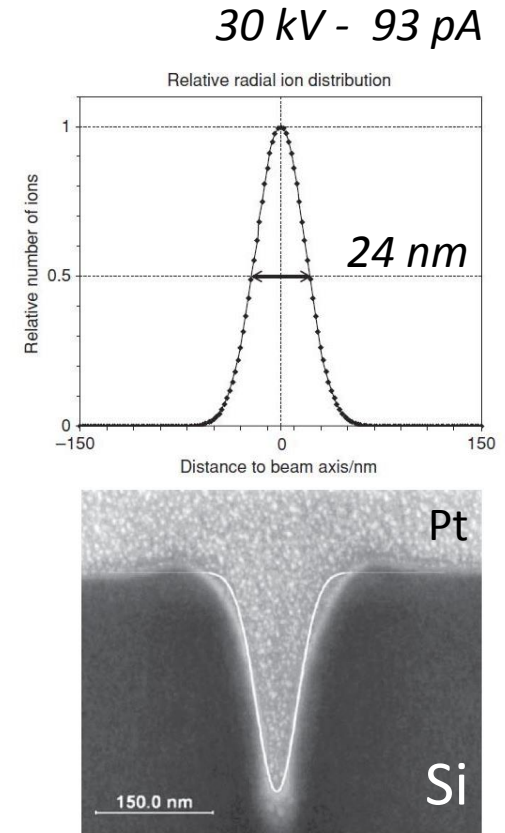 30 kV - 93 pA
Relative radial ion distribution
Relative number of ions
1
0.5
0
24 nm
−150
0
150
Distance to beam axis/nm
Pt
150.0 nm
Si